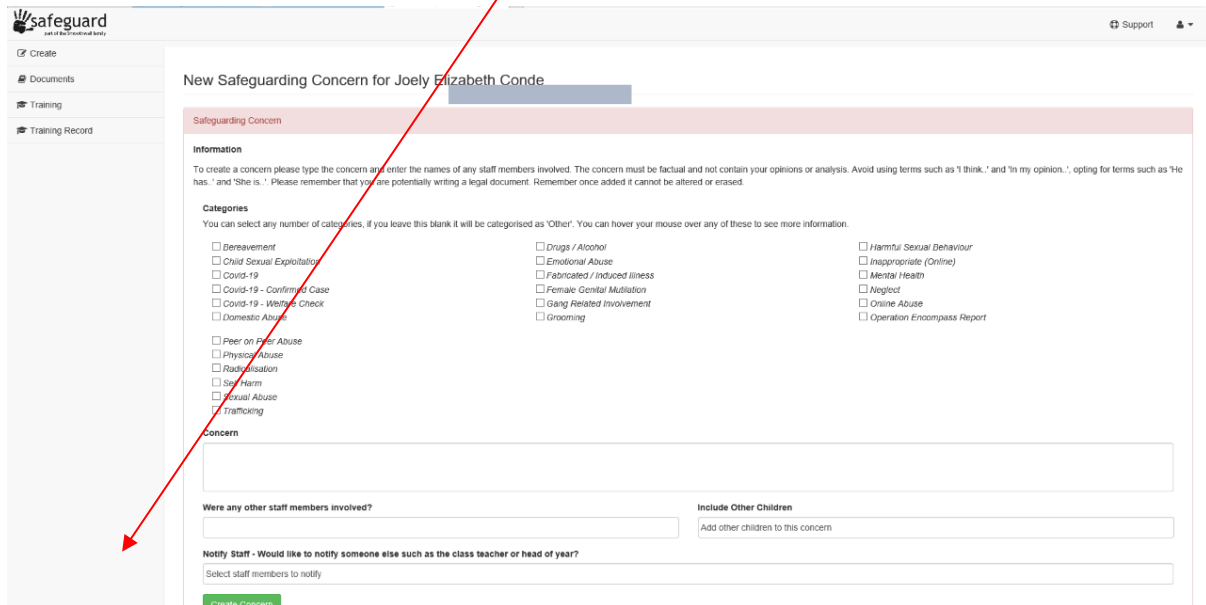 safeguard
part of the Smoothwall family
Support
Create
Documents
Training
Training Record
New Safeguarding Concern for Joely Elizabeth Conde
Safeguarding Concern
Information
To create a concern please type the concern and enter the names of any staff members involved. The concern must be factual and not contain your opinions or analysis. Avoid using terms such as 'I think..' and 'In my opinion..', opting for terms such as 'He
has..' and 'She is..'. Please remember that you are potentially writing a legal document. Remember once added it cannot be altered or erased.
Categories
You can select any number of categories, if you leave this blank it will be categorised as 'Other'. You can hover your mouse over any of these to see more information.
Bereavement
Child Sexual Exploitation
Covid-19
Covid-19 - Confirmed Case
Covid-19 - Welfare Check
Domestic Abuse
Drugs / Alcohol
Emotional Abuse
Fabricated / Induced Illness
Female Genital Mutilation
Gang Related Involvement
Grooming
Harmful Sexual Behaviour
Inappropriate (Online)
Mental Health
Neglect
Online Abuse
Operation Encompass Report
Peer on Peer Abuse
Physical Abuse
Radicalisation
Self Harm
Sexual Abuse
Trafficking
Concern
Were any other staff members involved?
Include Other Children
Add other children to this concern
Notify Staff - Would like to notify someone else such as the class teacher or head of year?
Select staff members to notify
Create Concern